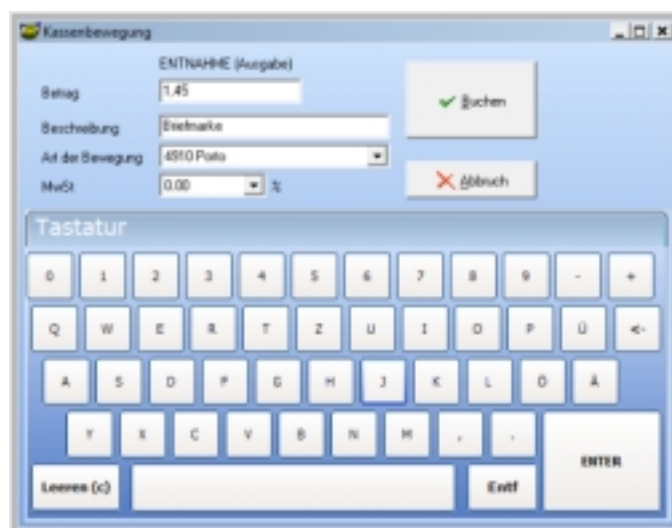 Kassenbewegung
ENTNAHME (Ausgabe)
Betrag 1,45
Buchen
Beschreibung Briefmarke
Art der Bewegung 4910 Porto
MwSt 0.00 %
Abbruch
Tastatur
0 1 2 3 4 5 6 7 8 9 - +
Q W E R T Z U I O P Ü <-
A S D F G H J K L Ö Ä
Y X C V B N M , .
ENTER
Leeren (c) Entf